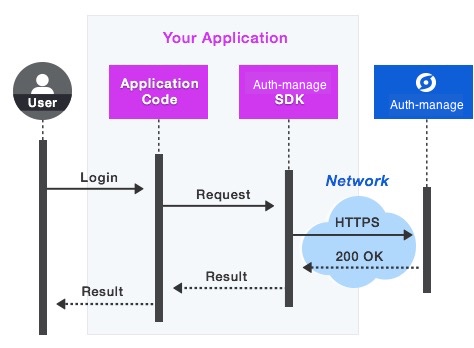 Your Application
User
Application
Code
Auth-manage
SDK
Auth-manage
Login
Request
Network
HTTPS
200 OK
Result
Result